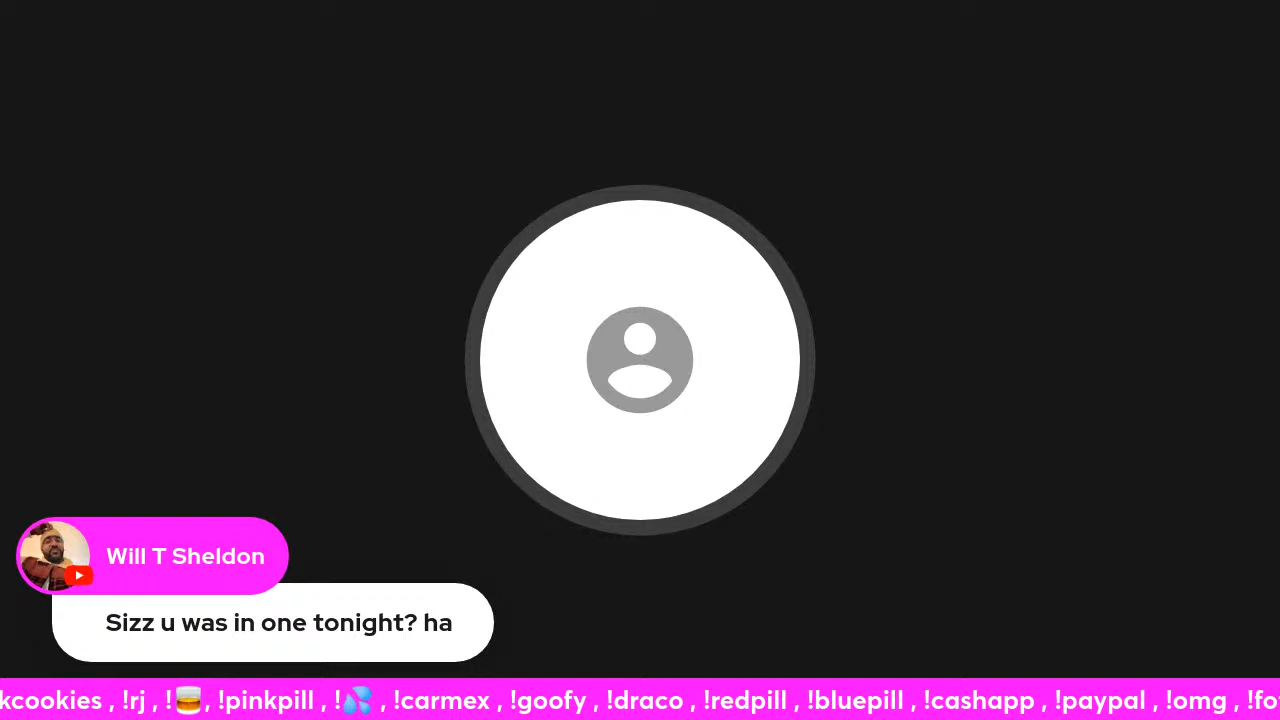 Will T Sheldon
Sizz u was in one tonight? ha
kcookies , !rj , !🥃, !pinkpill , !💦 , !carmex , !goofy , !draco , !redpill , !bluepill , !cashapp , !paypal , !omg , !fo